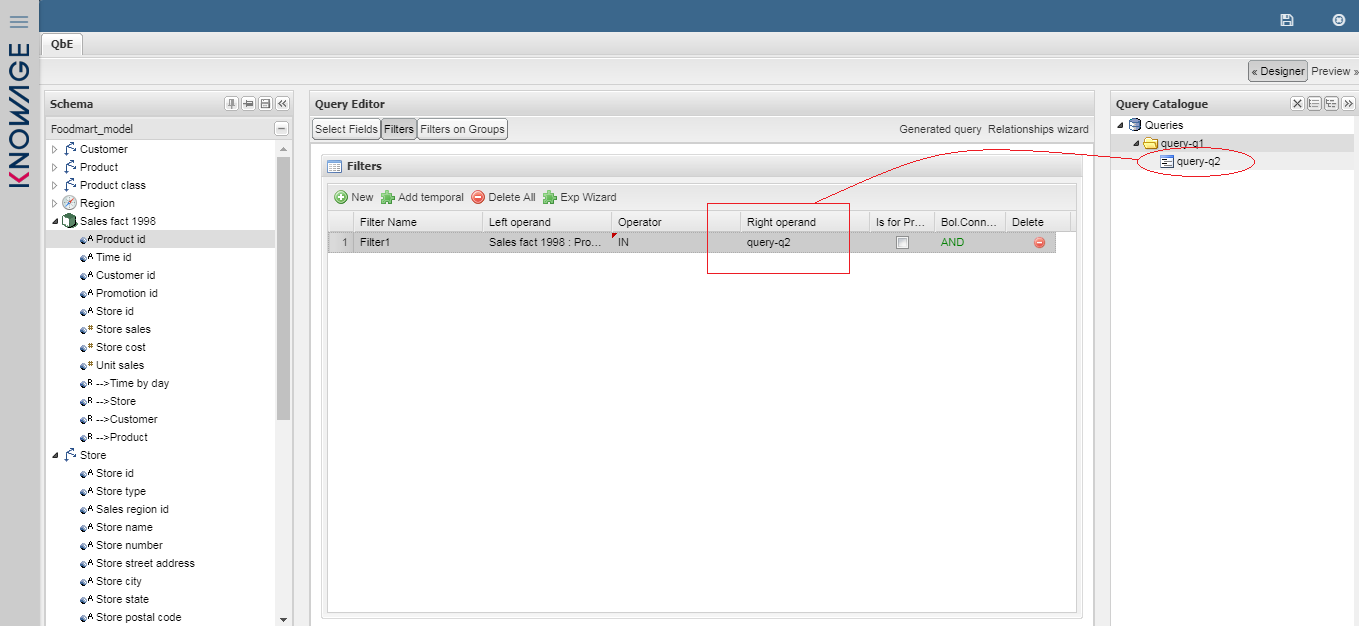 KNOWAGE
QbE
« Designer Preview »
Schema
Foodmart_model
Customer
Product
Product class
Region
Sales fact 1998
A Product id
A Time id
A Customer id
A Promotion id
A Store id
# Store sales
# Store cost
# Unit sales
R -->Time by day
R -->Store
R -->Customer
R -->Product
Store
A Store id
A Store type
A Sales region id
A Store name
A Store number
A Store street address
A Store city
A Store state
A Store postal code
Query Editor
Select Fields Filters Filters on Groups Generated query Relationships wizard
Filters
New Add temporal Delete All Exp Wizard
Filter Name Left operand Operator Right operand Is for Pr... Bol.Conn... Delete
1 Filter1 Sales fact 1998 : Pro... IN query-q2 AND
Query Catalogue
Queries
query-q1
query-q2